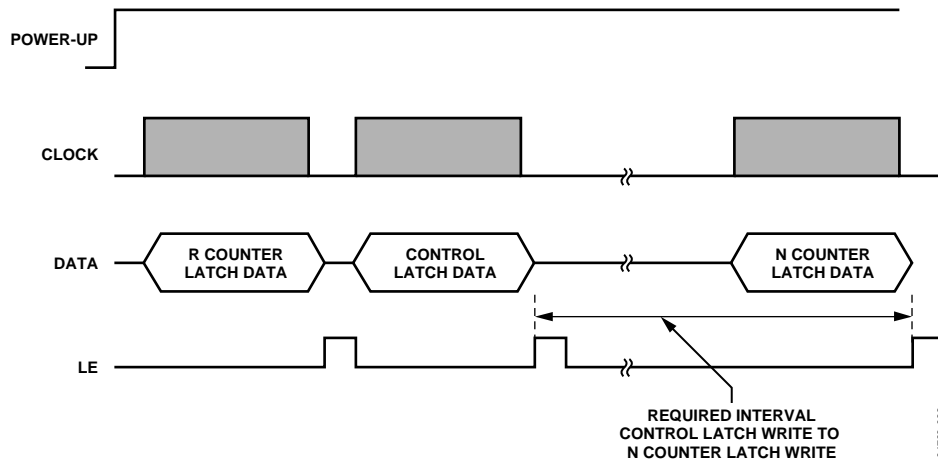 POWER-UP
CLOCK
DATA
R COUNTER
LATCH DATA
CONTROL
LATCH DATA
N COUNTER
LATCH DATA
LE
REQUIRED INTERVAL
CONTROL LATCH WRITE TO
N COUNTER LATCH WRITE